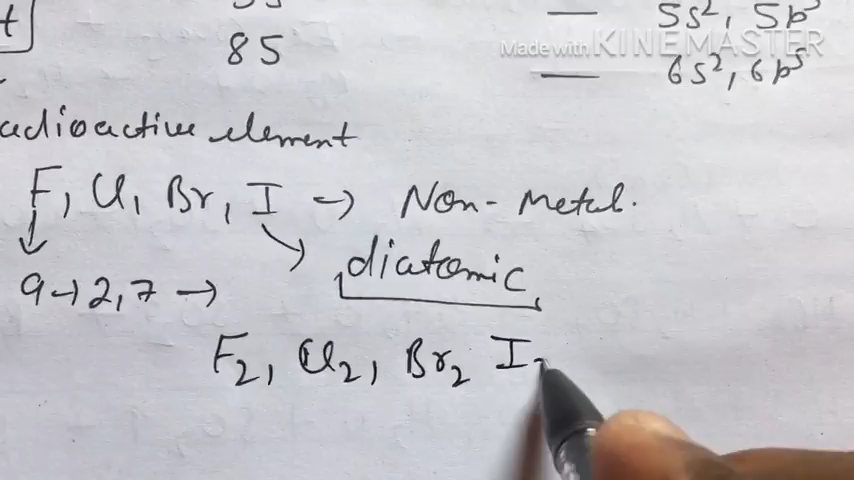 — 5s², 5p⁵
t 85 — 6s², 6p⁵
Made with KINEMASTER
adioactive element
F, Cl, Br, I → Non-Metal.
↓ ↘ diatomic
9→2,7 →
F₂, Cl₂, Br₂ I